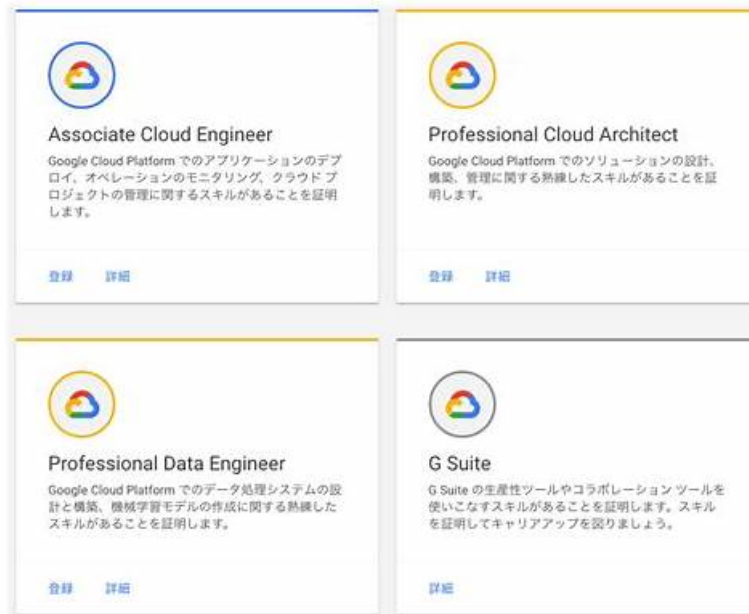 Associate Cloud Engineer
Google Cloud Platform でのアプリケーションのデプ
ロイ、オペレーションのモニタリング、クラウド プ
ロジェクトの管理に関するスキルがあることを証明
します。
登録 詳細
Professional Cloud Architect
Google Cloud Platform でのソリューションの設計、
構築、管理に関する熟練したスキルがあることを証
明します。
登録 詳細
Professional Data Engineer
Google Cloud Platform でのデータ処理システムの設
計と構築、機械学習モデルの作成に関する熟練した
スキルがあることを証明します。
登録 詳細
G Suite
G Suite の生産性ツールやコラボレーション ツールを
使いこなすスキルがあることを証明します。スキル
を証明してキャリアアップを図りましょう。
詳細